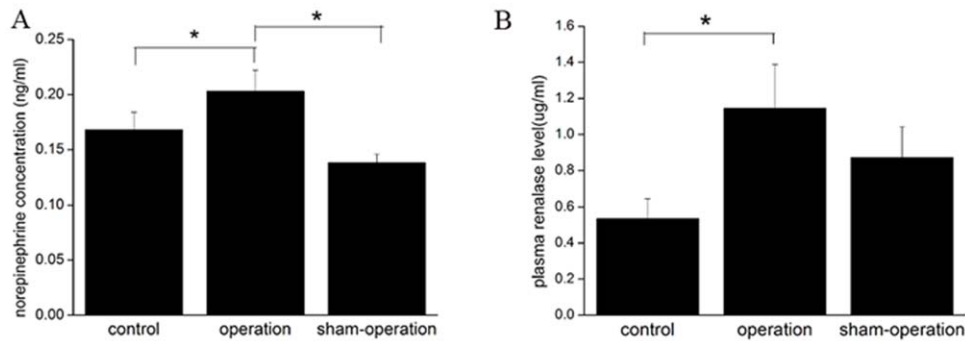 A
*
*
0.25
0.20
0.15
0.10
0.05
0.00
norepinephrine concentration (ng/ml)
control
operation
sham-operation
B
*
1.6
1.4
1.2
1.0
0.8
0.6
0.4
0.2
0.0
plasma renalase level(ug/ml)
control
operation
sham-operation